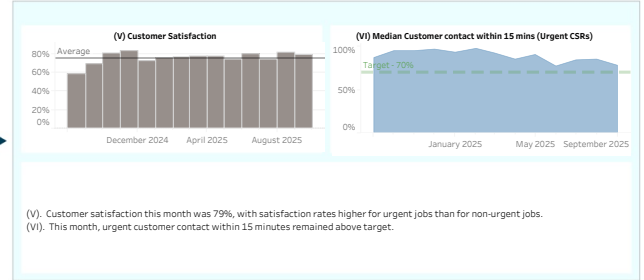 (V) Customer Satisfaction
80%
Average
60%
40%
20%
0%
December 2024 April 2025 August 2025
(VI) Median Customer contact within 15 mins (Urgent CSRs)
100%
Target - 70%
50%
0%
January 2025 May 2025 September 2025
(V). Customer satisfaction this month was 79%, with satisfaction rates higher for urgent jobs than for non-urgent jobs.
(VI). This month, urgent customer contact within 15 minutes remained above target.